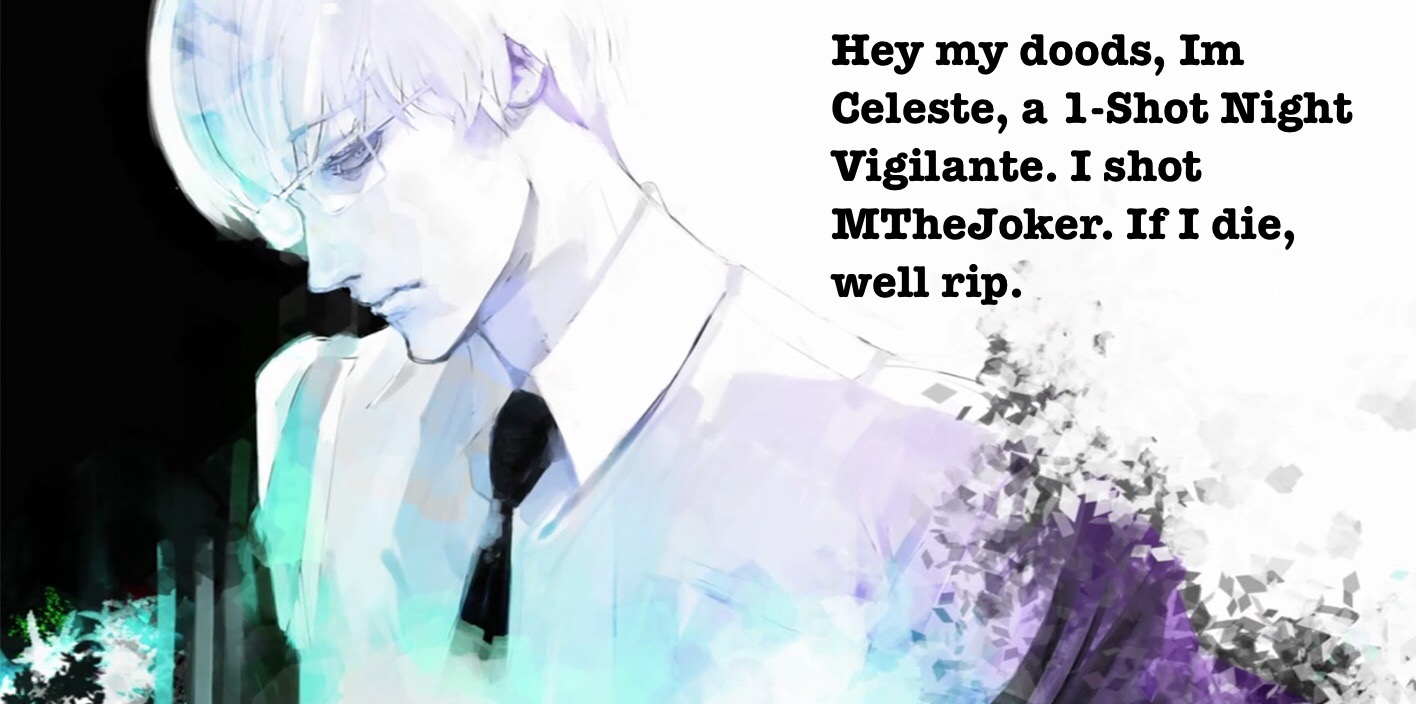 Hey my doods, Im
Celeste, a 1-Shot Night
Vigilante. I shot
MTheJoker. If I die,
well rip.